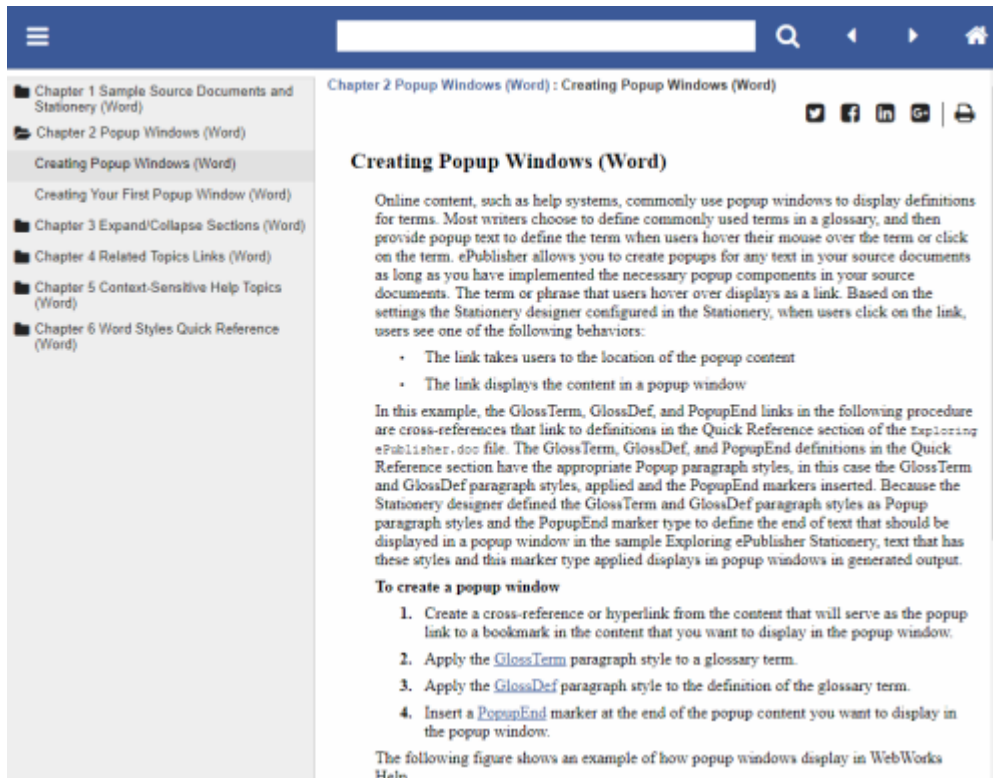 Chapter 1 Sample Source Documents and
Stationery (Word)
Chapter 2 Popup Windows (Word)
Creating Popup Windows (Word)
Creating Your First Popup Window (Word)
Chapter 3 Expand/Collapse Sections (Word)
Chapter 4 Related Topics Links (Word)
Chapter 5 Context-Sensitive Help Topics
(Word)
Chapter 6 Word Styles Quick Reference
(Word)
Chapter 2 Popup Windows (Word) : Creating Popup Windows (Word)
Creating Popup Windows (Word)
Online content, such as help systems, commonly use popup windows to display definitions
for terms. Most writers choose to define commonly used terms in a glossary, and then
provide popup text to define the term when users hover their mouse over the term or click
on the term. ePublisher allows you to create popups for any text in your source documents
as long as you have implemented the necessary popup components in your source
documents. The term or phrase that users hover over displays as a link. Based on the
settings the Stationery designer configured in the Stationery, when users click on the link,
users see one of the following behaviors:
• The link takes users to the location of the popup content
• The link displays the content in a popup window
In this example, the GlossTerm, GlossDef, and PopupEnd links in the following procedure
are cross-references that link to definitions in the Quick Reference section of the Exploring
ePublisher.doc file. The GlossTerm, GlossDef, and PopupEnd definitions in the Quick
Reference section have the appropriate Popup paragraph styles, in this case the GlossTerm
and GlossDef paragraph styles, applied and the PopupEnd markers inserted. Because the
Stationery designer defined the GlossTerm and GlossDef paragraph styles as Popup
paragraph styles and the PopupEnd marker type to define the end of text that should be
displayed in a popup window in the sample Exploring ePublisher Stationery, text that has
these styles and this marker type applied displays in popup windows in generated output.
To create a popup window
1. Create a cross-reference or hyperlink from the content that will serve as the popup
link to a bookmark in the content that you want to display in the popup window.
2. Apply the GlossTerm paragraph style to a glossary term.
3. Apply the GlossDef paragraph style to the definition of the glossary term.
4. Insert a PopupEnd marker at the end of the popup content you want to display in
the popup window.
The following figure shows an example of how popup windows display in WebWorks
Help